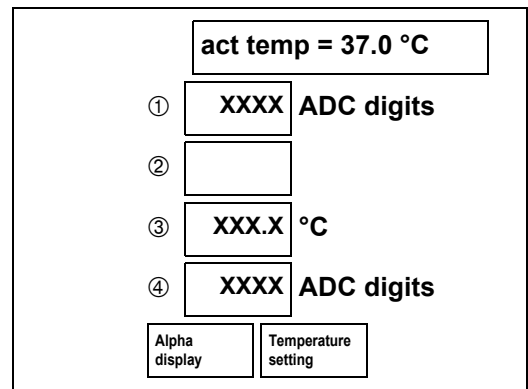 act temp = 37.0 °C
① XXXX ADC digits
②
③ XXX.X °C
④ XXXX ADC digits
Alpha display
Temperature setting